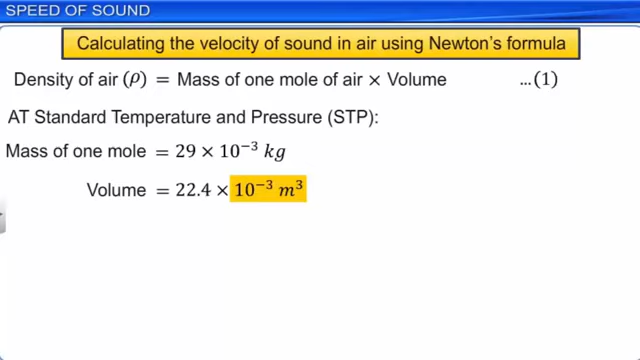 SPEED OF SOUND
Calculating the velocity of sound in air using Newton's formula
Density of air (ρ) = Mass of one mole of air × Volume ...(1)
AT Standard Temperature and Pressure (STP):
Mass of one mole = 29 × 10⁻³ kg
Volume = 22.4 × 10⁻³ m³